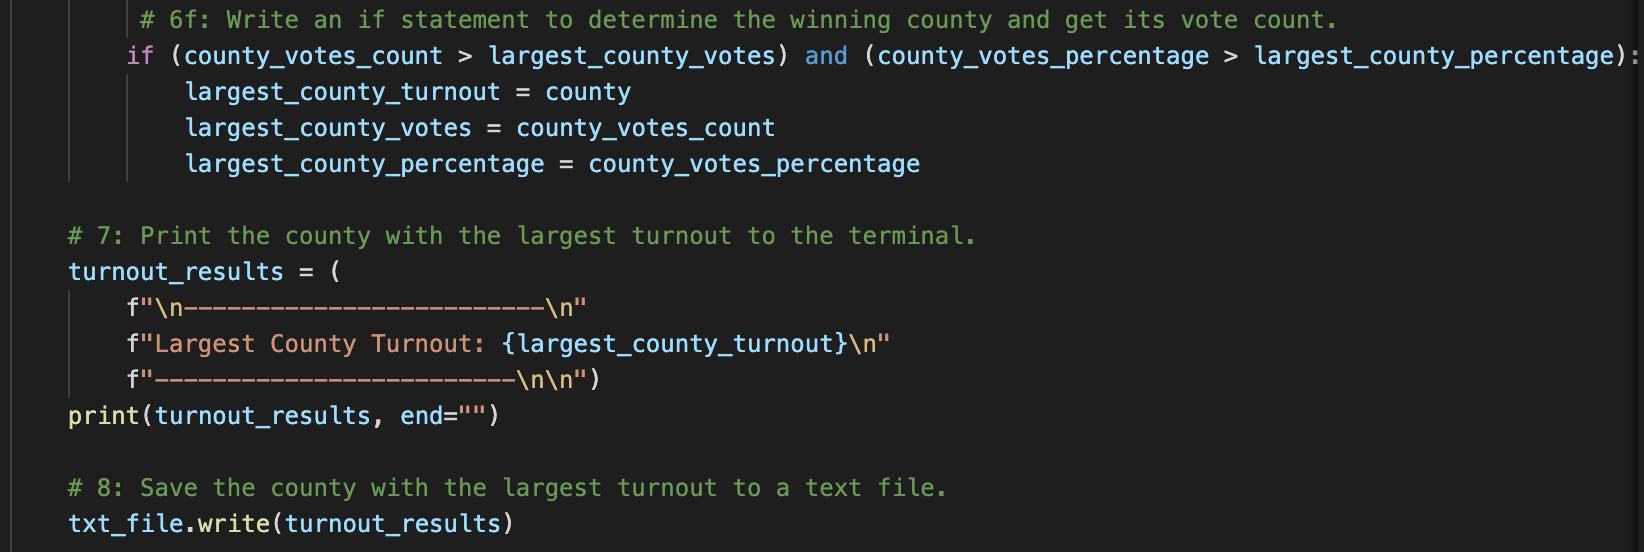 # 6f: Write an if statement to determine the winning county and get its vote count.
if (county_votes_count > largest_county_votes) and (county_votes_percentage > largest_county_percentage):
largest_county_turnout = county
largest_county_votes = county_votes_count
largest_county_percentage = county_votes_percentage
# 7: Print the county with the largest turnout to the terminal.
turnout_results = (
f"\n-------------------------\n"
f"Largest County Turnout: {largest_county_turnout}\n"
f"-------------------------\n\n")
print(turnout_results, end="")
# 8: Save the county with the largest turnout to a text file.
txt_file.write(turnout_results)